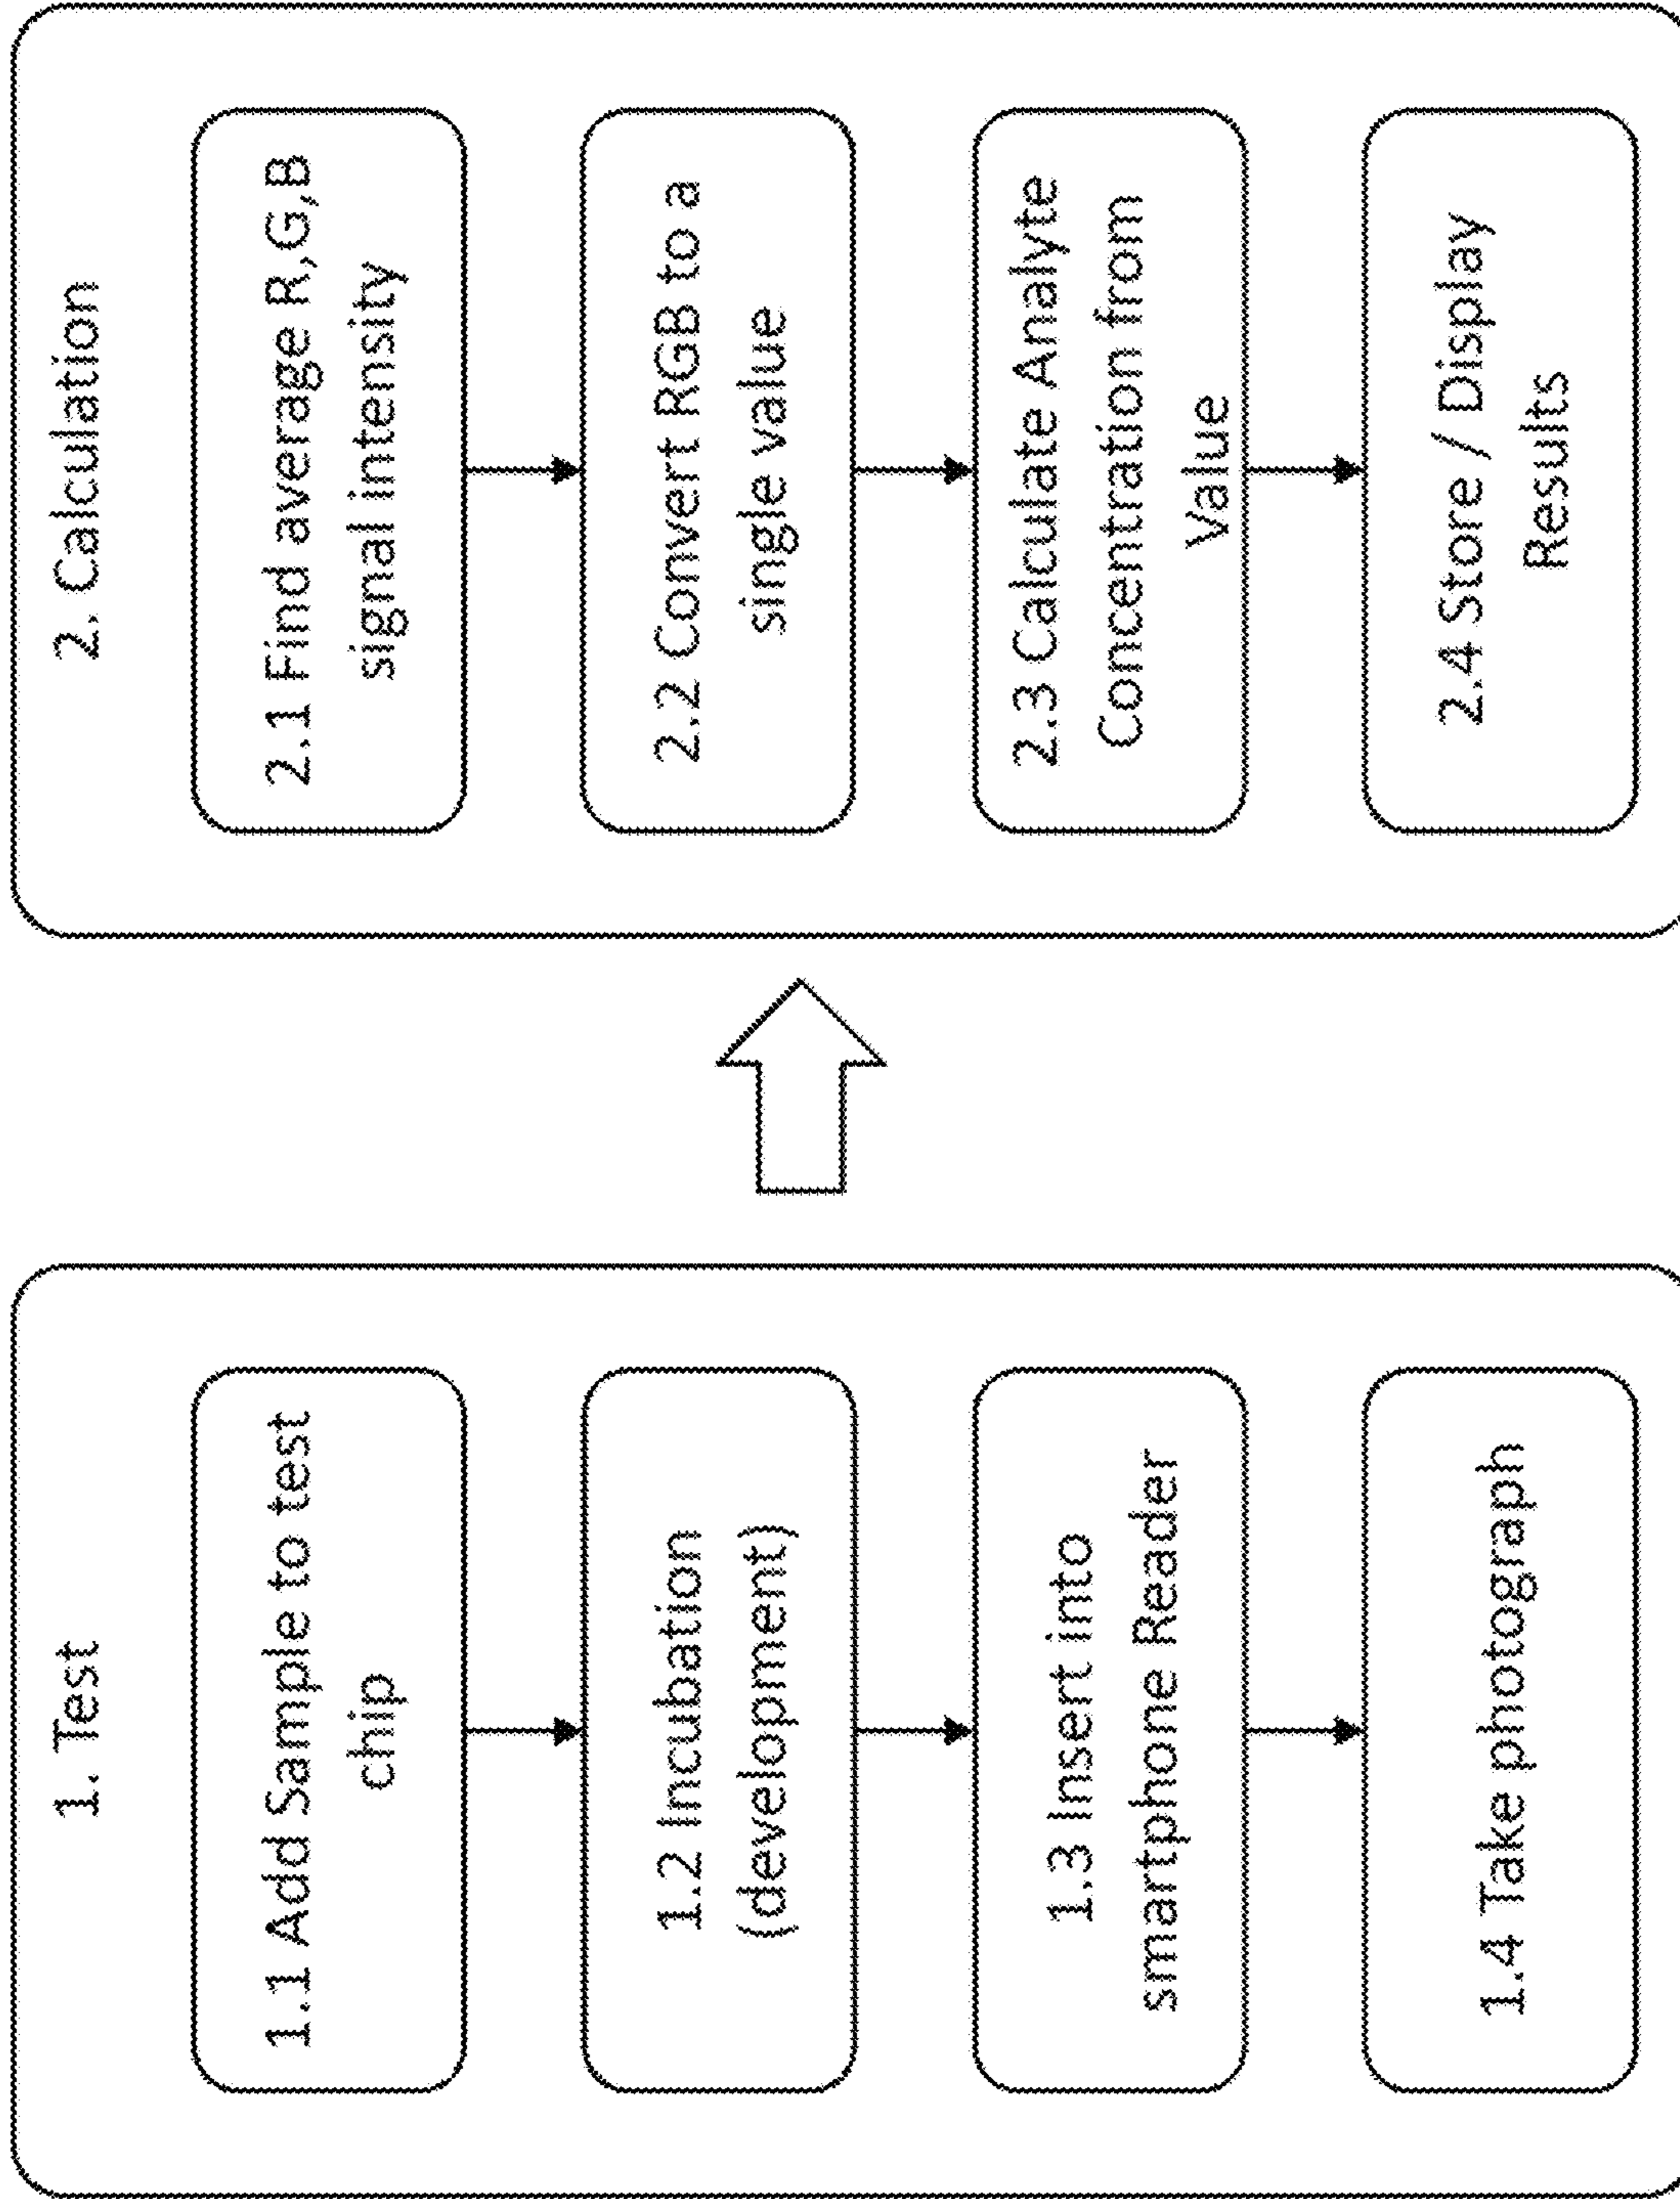 1. Test
1.1 Add Sample to test
chip
1.2 Incubation
(development)
1.3 Insert into
smartphone Reader
1.4 Take photograph
2. Calculation
2.1 Find average R,G,B
signal intensity
2.2 Convert RGB to a
single value
2.3 Calculate Analyte
Concentration from
Value
2.4 Store / Display
Results